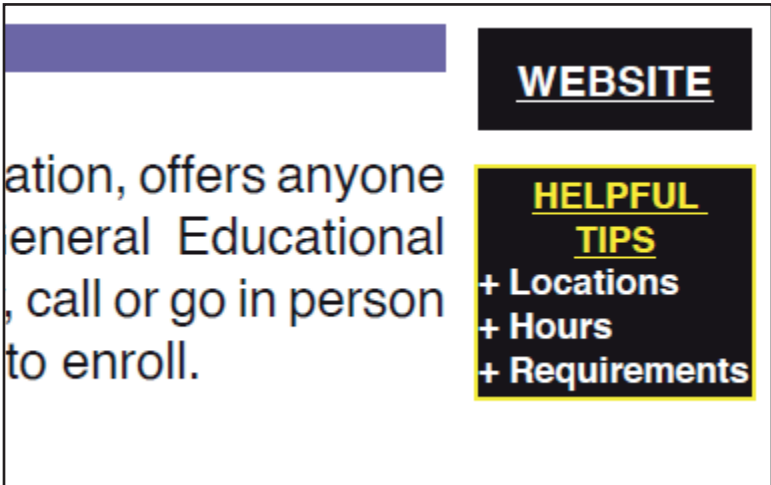 WEBSITE
ation, offers anyone
eneral Educational
, call or go in person
to enroll.
HELPFUL
TIPS
+ Locations
+ Hours
+ Requirements